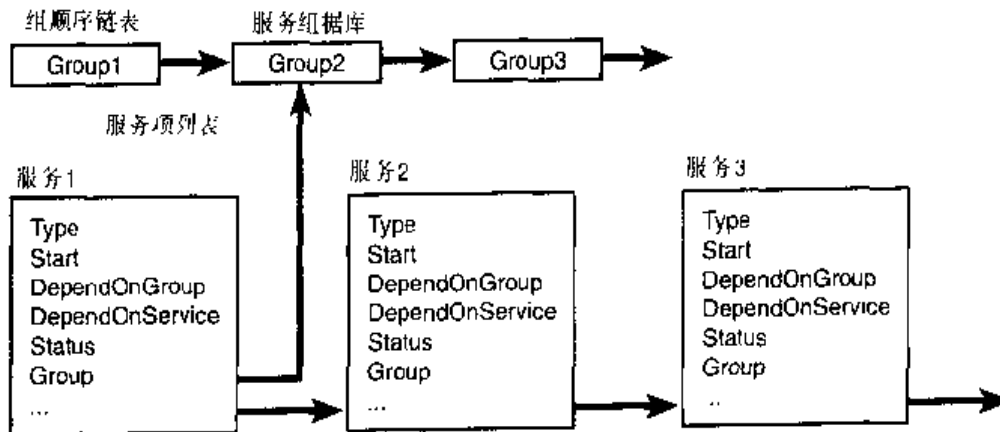 组顺序链表
服务组据库
Group1
Group2
Group3
服务项列表
服务1
Type
Start
DependOnGroup
DependOnService
Status
Group
...
服务2
Type
Start
DependOnGroup
DependOnService
Status
Group
...
服务3
Type
Start
DependOnGroup
DependOnService
Status
Group
..